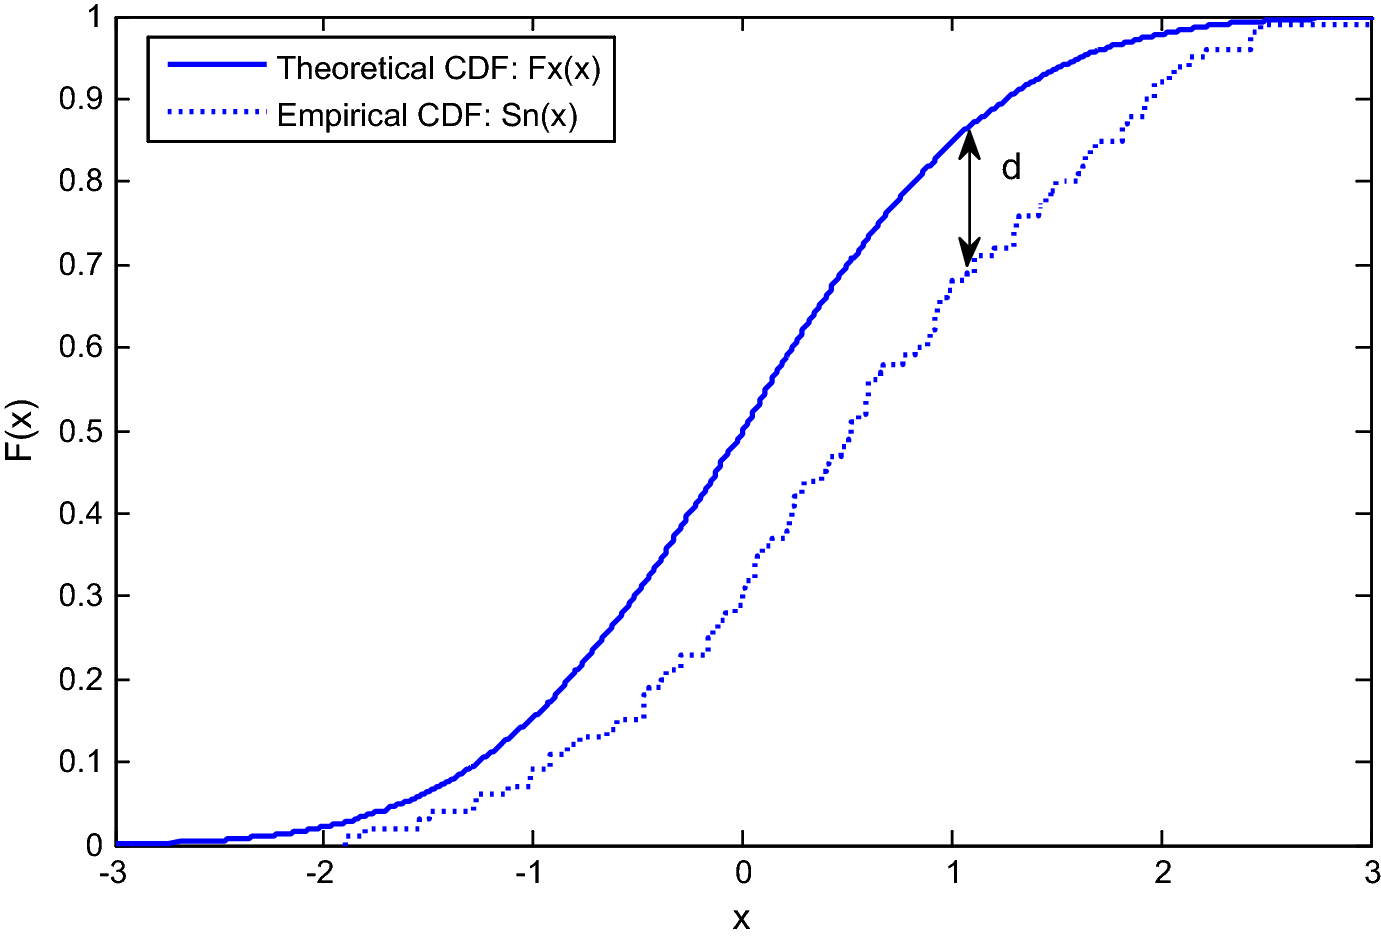 1
0.9
0.8
0.7
0.6
0.5
0.4
0.3
0.2
0.1
0
F(x)
Theoretical CDF: Fx(x)
Empirical CDF: Sn(x)
d
-3 -2 -1 0 1 2 3
x